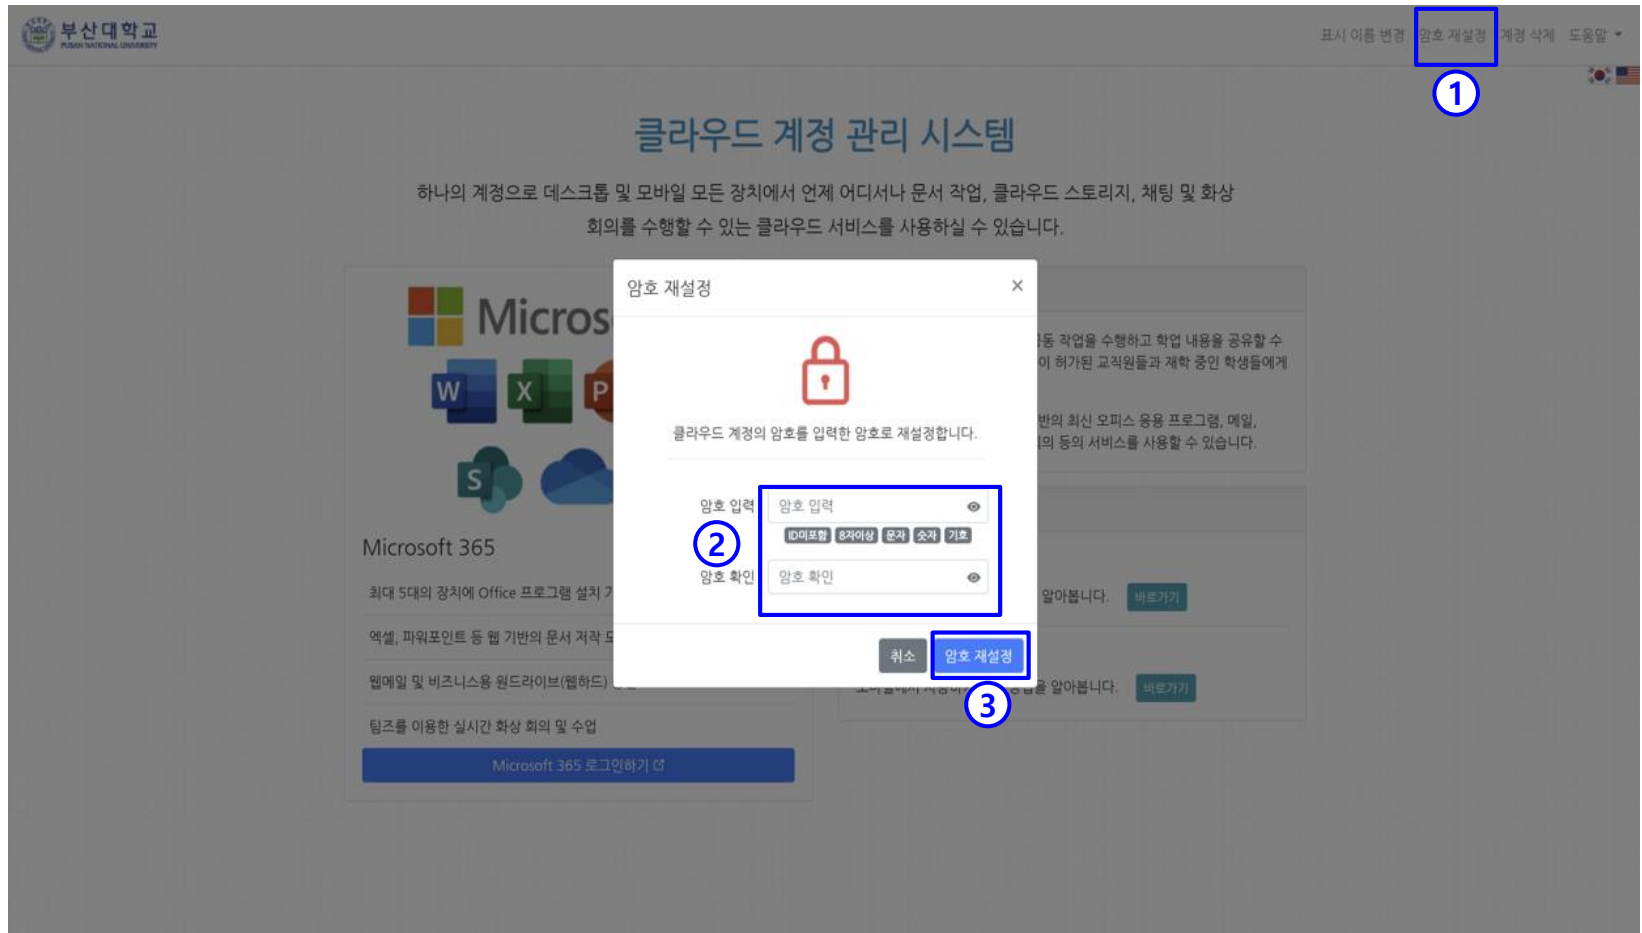 부산대학교
PUSAN NATIONAL UNIVERSITY
표시 이름 변경 암호 재설정 계정 삭제 도움말
1
클라우드 계정 관리 시스템
하나의 계정으로 데스크톱 및 모바일 모든 장치에서 언제 어디서나 문서 작업, 클라우드 스토리지, 채팅 및 화상
회의를 수행할 수 있는 클라우드 서비스를 사용하실 수 있습니다.
Micros
W X P
S
Microsoft 365
최대 5대의 장치에 Office 프로그램 설치
엑셀, 파워포인트 등 웹 기반의 문서 저작
웹메일 및 비즈니스용 원드라이브(웹하드)
팀즈를 이용한 실시간 화상 회의 및 수업
Microsoft 365 로그인하기
암호 재설정 ×
클라우드 계정의 암호를 입력한 암호로 재설정합니다.
암호 입력 암호 입력
ID미포함 8자이상 문자 숫자 기호
2
암호 확인 암호 확인
취소 암호 재설정
3
작업을 수행하고 학업 내용을 공유할 수
이 허가된 교직원들과 재학 중인 학생들에게
반의 최신 오피스 응용 프로그램, 메일,
의 등의 서비스를 사용할 수 있습니다.
알아봅니다. 바로가기
알아봅니다. 바로가기